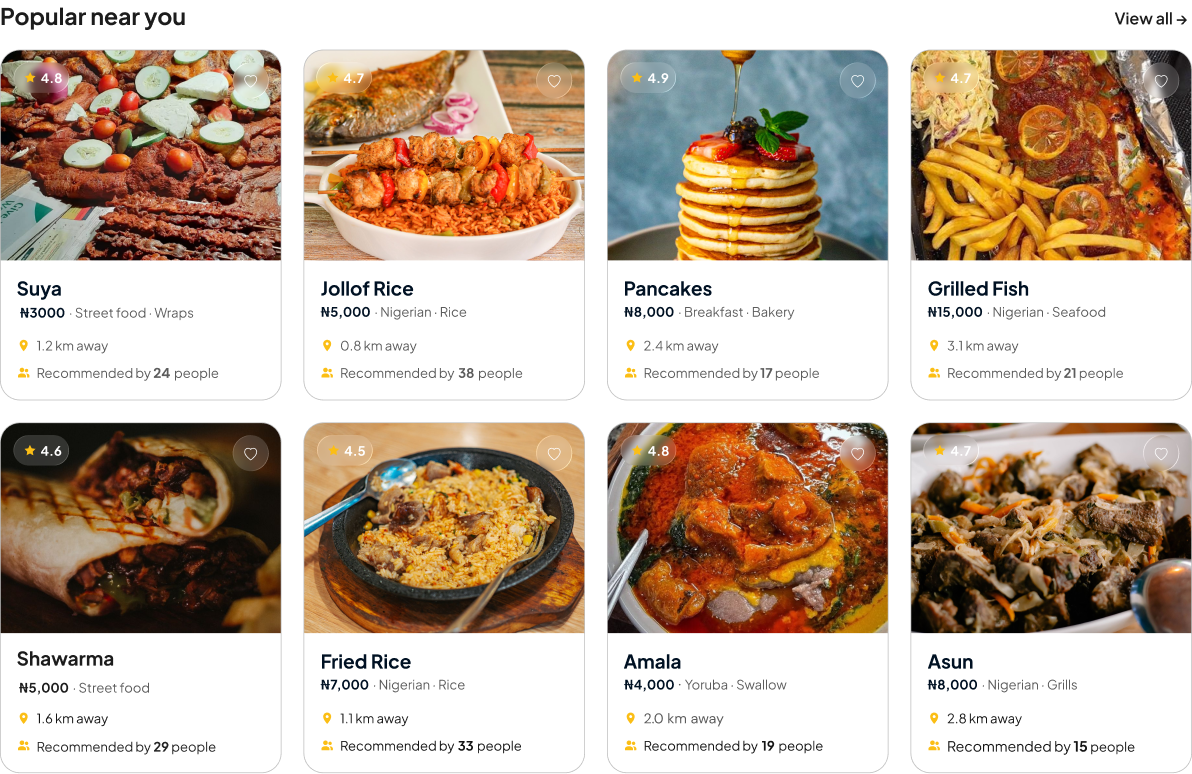 Popular near you
View all →
4.8
4.7
4.9
4.7
Suya
₦3000 · Street food · Wraps
1.2 km away
Recommended by 24 people
Jollof Rice
₦5,000 · Nigerian · Rice
0.8 km away
Recommended by 38 people
Pancakes
₦8,000 · Breakfast · Bakery
2.4 km away
Recommended by 17 people
Grilled Fish
₦15,000 · Nigerian · Seafood
3.1 km away
Recommended by 21 people
4.6
4.5
4.8
4.7
Shawarma
₦5,000 · Street food
1.6 km away
Recommended by 29 people
Fried Rice
₦7,000 · Nigerian · Rice
1.1 km away
Recommended by 33 people
Amala
₦4,000 · Yoruba · Swallow
2.0 km away
Recommended by 19 people
Asun
₦8,000 · Nigerian · Grills
2.8 km away
Recommended by 15 people